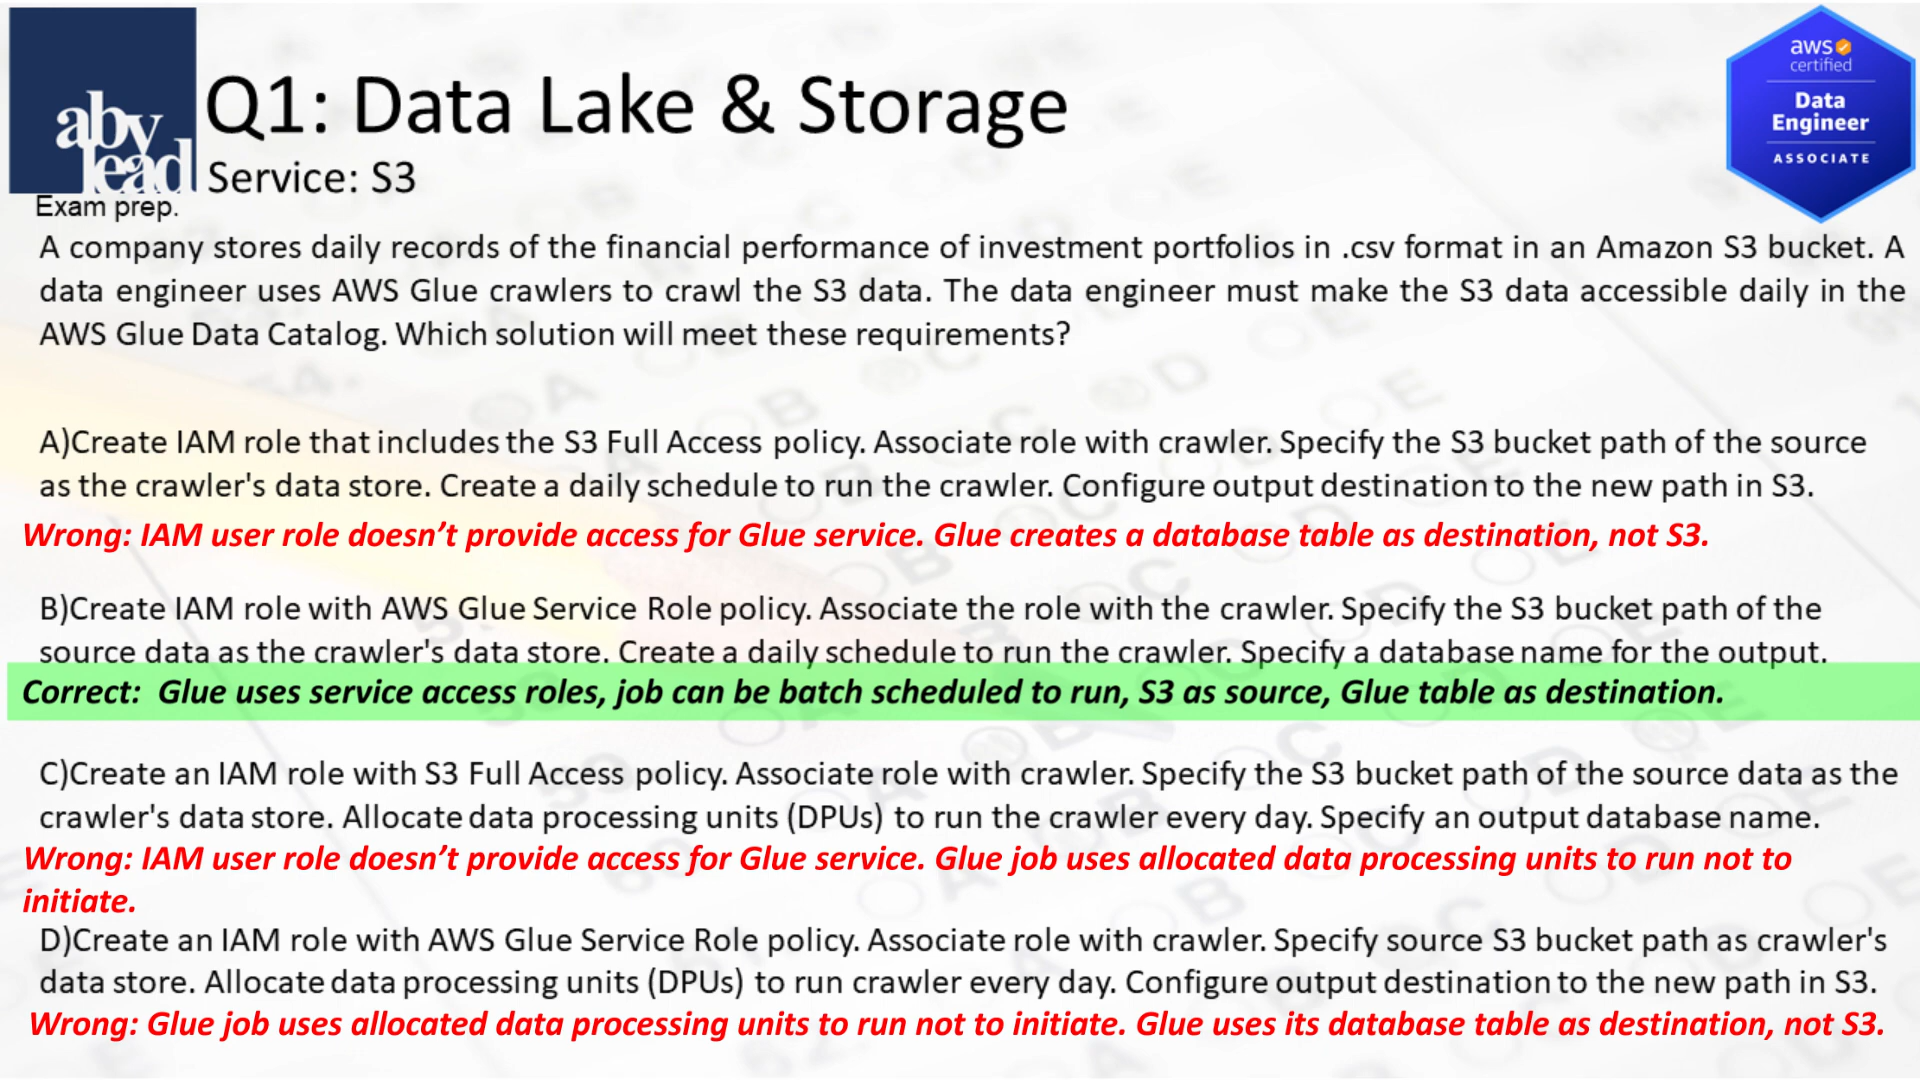 aby
lead
Exam prep.
Q1: Data Lake & Storage
Service: S3
aws
certified
Data
Engineer
ASSOCIATE
A company stores daily records of the financial performance of investment portfolios in .csv format in an Amazon S3 bucket. A
data engineer uses AWS Glue crawlers to crawl the S3 data. The data engineer must make the S3 data accessible daily in the
AWS Glue Data Catalog. Which solution will meet these requirements?
A)Create IAM role that includes the S3 Full Access policy. Associate role with crawler. Specify the S3 bucket path of the source
as the crawler's data store. Create a daily schedule to run the crawler. Configure output destination to the new path in S3.
Wrong: IAM user role doesn’t provide access for Glue service. Glue creates a database table as destination, not S3.
B)Create IAM role with AWS Glue Service Role policy. Associate the role with the crawler. Specify the S3 bucket path of the
source data as the crawler's data store. Create a daily schedule to run the crawler. Specify a database name for the output.
Correct: Glue uses service access roles, job can be batch scheduled to run, S3 as source, Glue table as destination.
C)Create an IAM role with S3 Full Access policy. Associate role with crawler. Specify the S3 bucket path of the source data as the
crawler's data store. Allocate data processing units (DPUs) to run the crawler every day. Specify an output database name.
Wrong: IAM user role doesn’t provide access for Glue service. Glue job uses allocated data processing units to run not to
initiate.
D)Create an IAM role with AWS Glue Service Role policy. Associate role with crawler. Specify source S3 bucket path as crawler's
data store. Allocate data processing units (DPUs) to run crawler every day. Configure output destination to the new path in S3.
Wrong: Glue job uses allocated data processing units to run not to initiate. Glue uses its database table as destination, not S3.